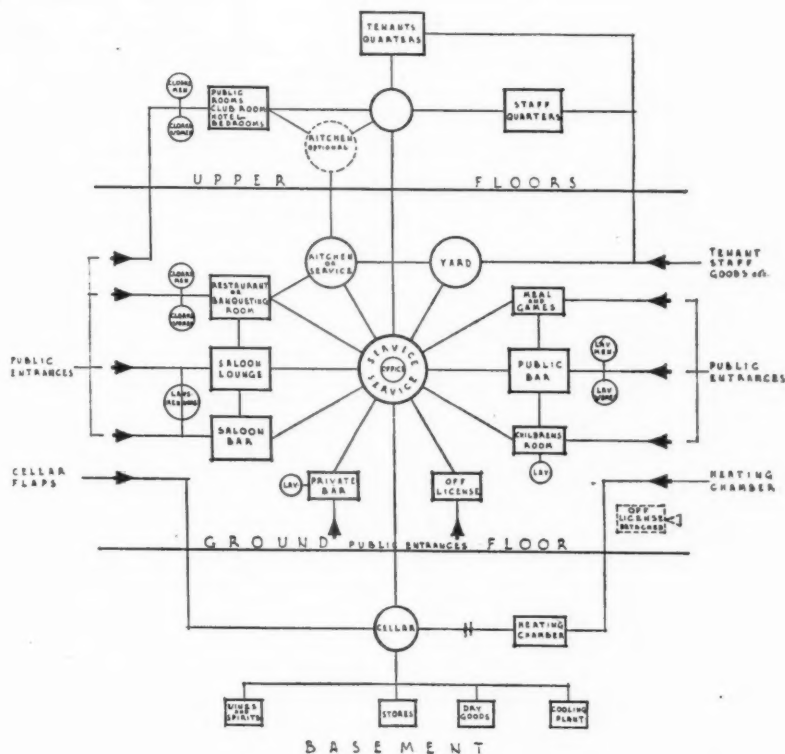 TENANTS
QUARTERS
CLOAKS
MEN
PUBLIC
ROOMS
CLUB ROOM
HOTEL
BEDROOMS
STAFF
QUARTERS
CLOAKS
WOMEN
KITCHEN
OPTIONAL
UPPER FLOORS
KITCHEN
OR
SERVICE
YARD
TENANT
STAFF
GOODS
CLOAKS
MEN
RESTAURANT
OR
BANQUETING
ROOM
MEAL
AND
GAMES
CLOAKS
WOMEN
SERVICE
OFFICE
SERVICE
PUBLIC
ENTRANCES
SALOON
LOUNGE
PUBLIC
BAR
LAV
MEN
LAV
WOMEN
PUBLIC
ENTRANCES
LAVS
SALOON
BAR
CHILDRENS
ROOM
LAV
CELLAR
FLAPS
LAV
PRIVATE
BAR
OFF
LICENSE
HEATING
CHAMBER
OFF
LICENSE
DETACHED
GROUND PUBLIC ENTRANCES FLOOR
CELLAR
HEATING
CHAMBER
WINES
AND
SPIRITS
STORES
DRY
GOODS
COOLING
PLANT
BASEMENT